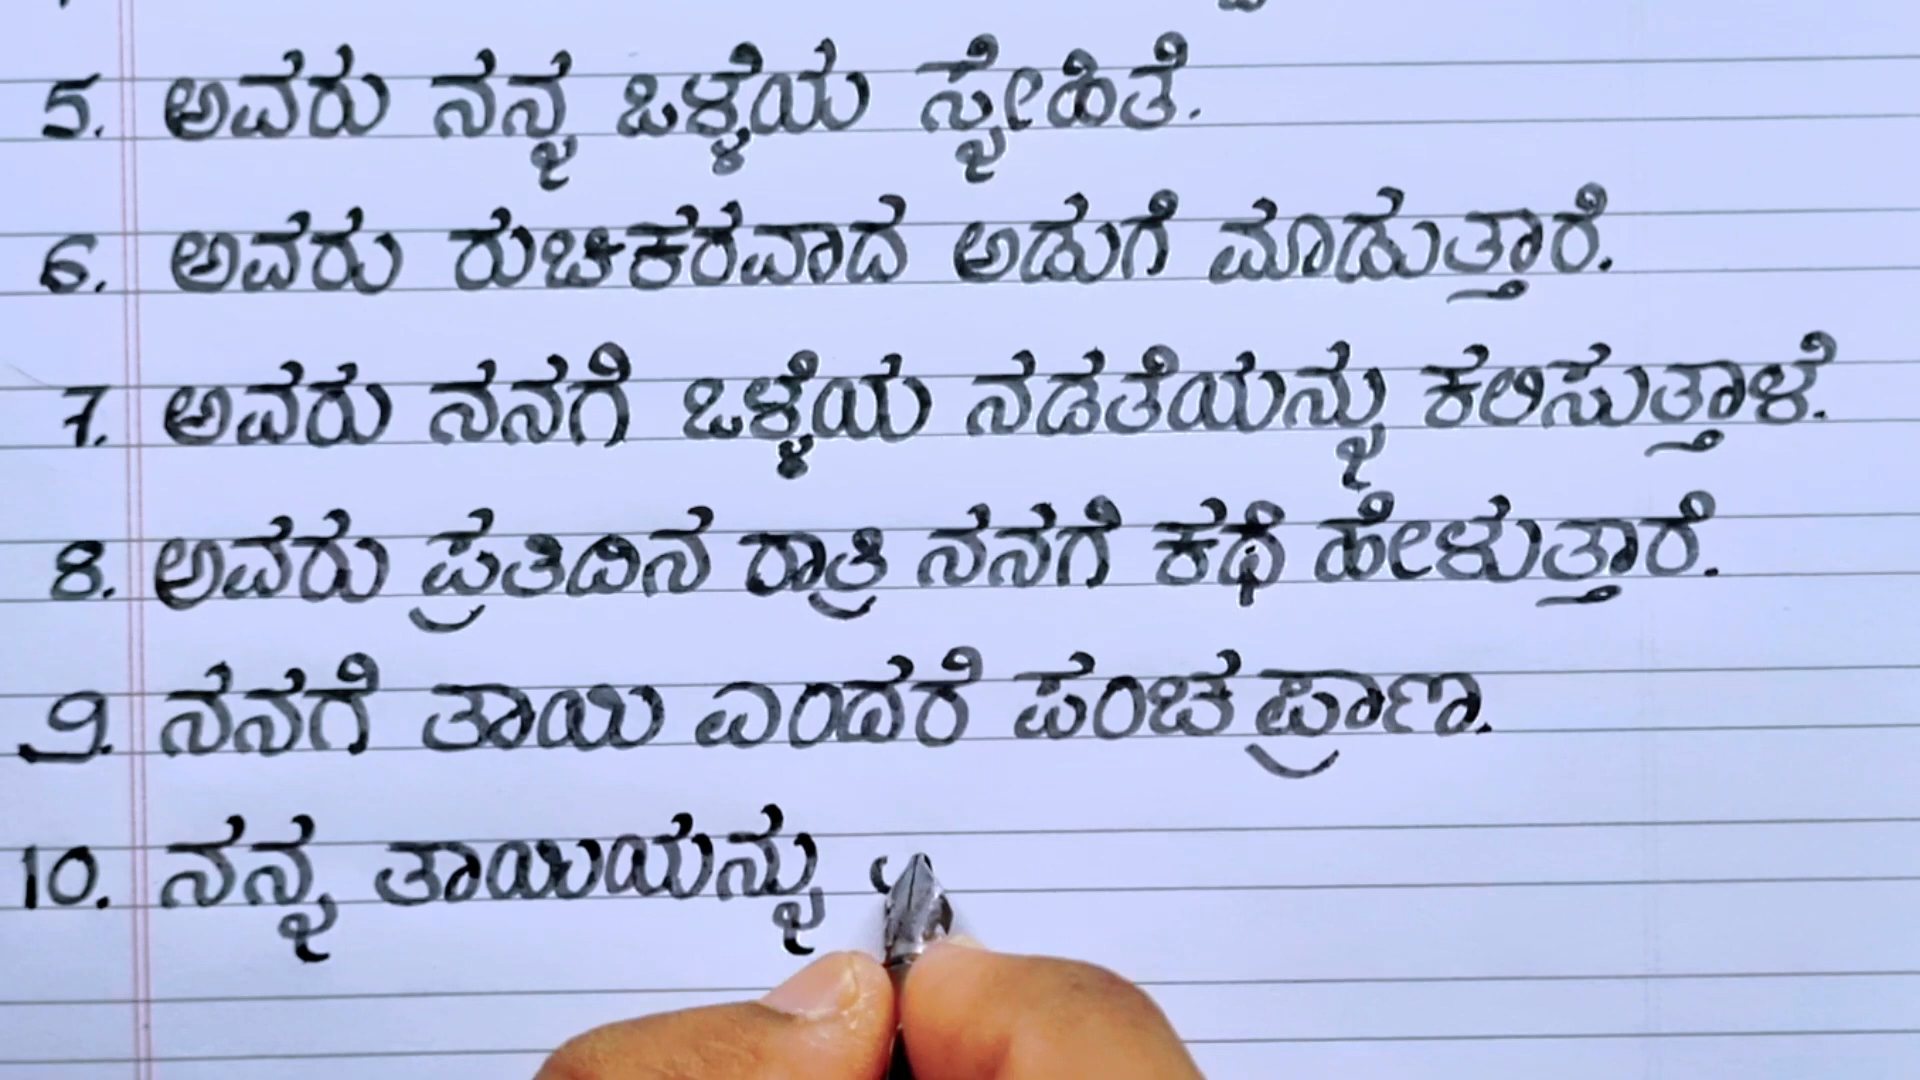 5. ಅವರು ನನ್ನ ಒಳ್ಳೆಯ ಸ್ನೇಹಿತೆ.
6. ಅವರು ರುಚಿಕರವಾದ ಅಡುಗೆ ಮಾಡುತ್ತಾರೆ.
7. ಅವರು ನನಗೆ ಒಳ್ಳೆಯ ನಡತೆಯನ್ನು ಕಲಿಸುತ್ತಾಳೆ.
8. ಅವರು ಪ್ರತಿದಿನ ರಾತ್ರಿ ನನಗೆ ಕಥೆ ಹೇಳುತ್ತಾರೆ.
9. ನನಗೆ ತಾಯಿ ಎಂದರೆ ಪಂಚಪ್ರಾಣ.
10. ನನ್ನ ತಾಯಿಯನ್ನು